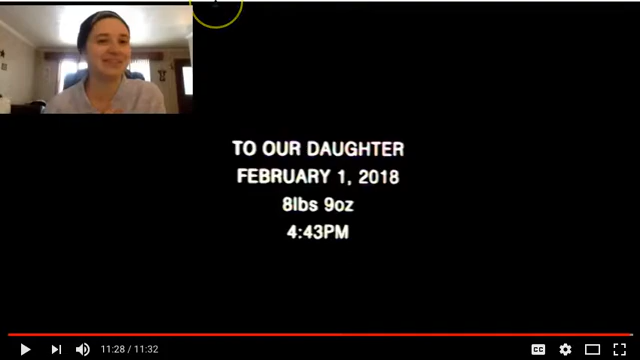 TO OUR DAUGHTER
FEBRUARY 1, 2018
8lbs 9oz
4:43PM
11:28 / 11:32
CC